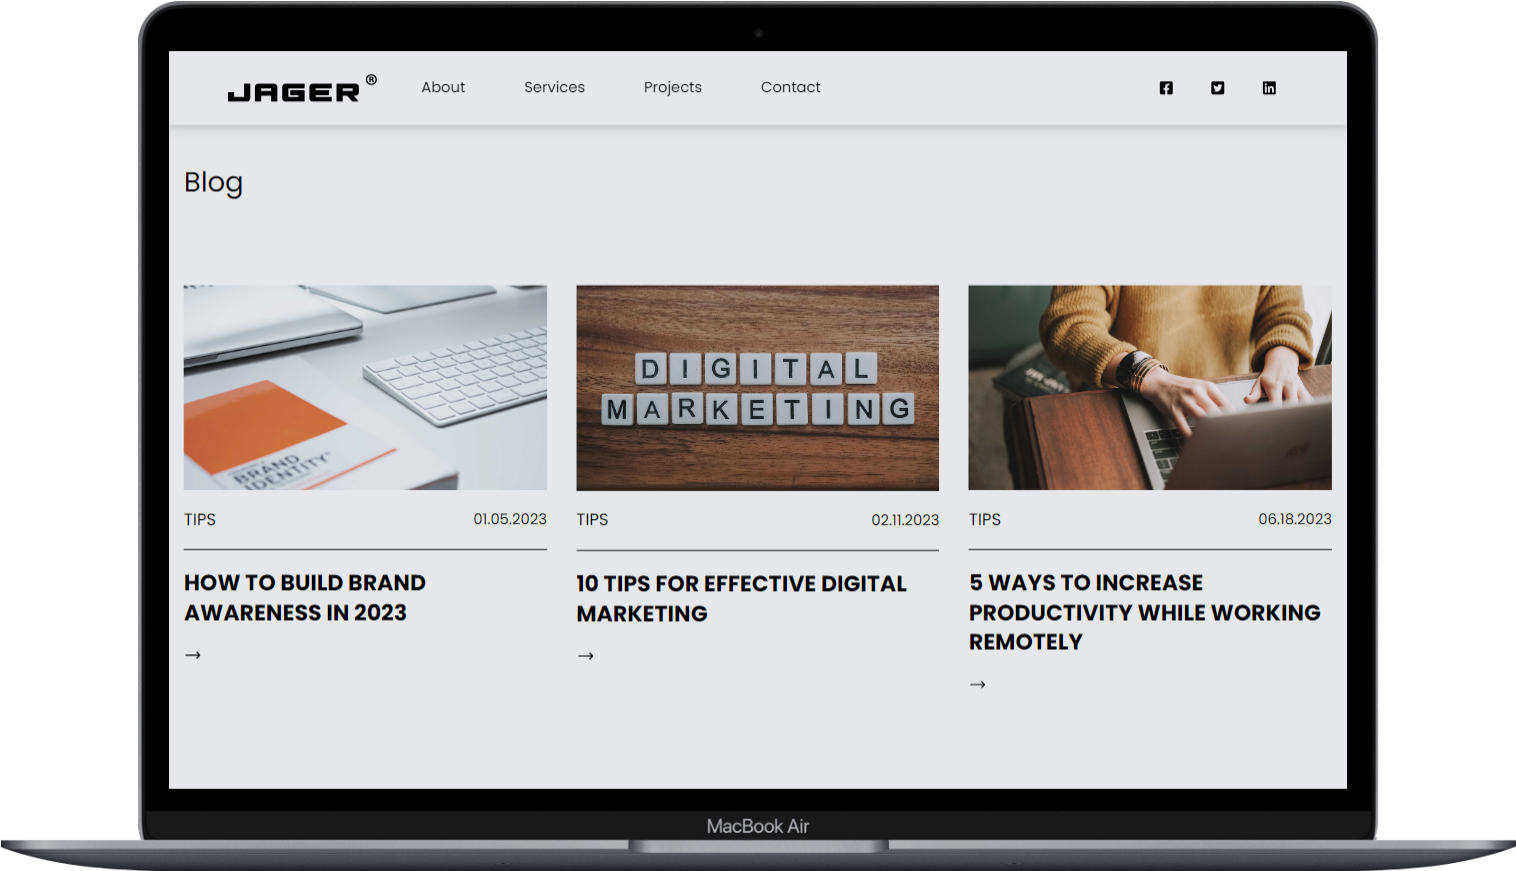 JAGER®
About Services Projects Contact
Blog
BRAND
IDENTITY
DIGITAL
MARKETING
TIPS 01.05.2023
HOW TO BUILD BRAND
AWARENESS IN 2023
→
TIPS 02.11.2023
10 TIPS FOR EFFECTIVE DIGITAL
MARKETING
→
TIPS 06.18.2023
5 WAYS TO INCREASE
PRODUCTIVITY WHILE WORKING
REMOTELY
→
MacBook Air